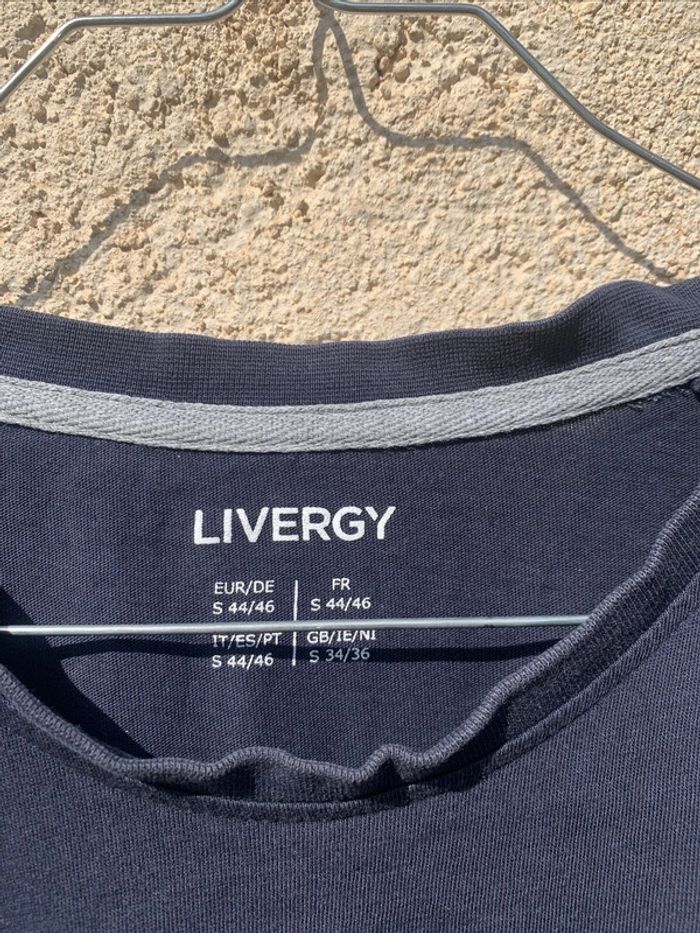 LIVERGY
EUR/DE | FR
S 44/46 | S 44/46
IT/ES/PT | GB/IE/NI
S 44/46 | S 34/36